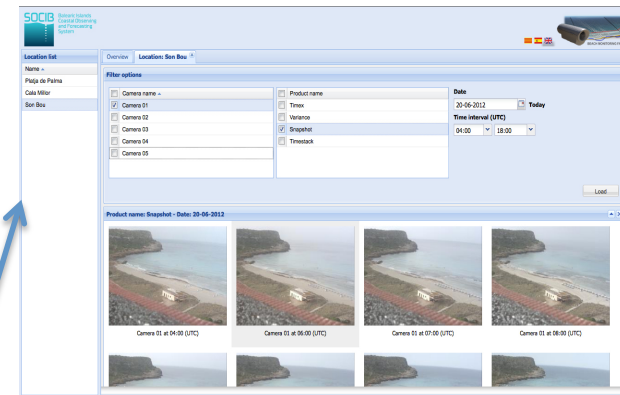 SOCIB
Balearic Islands
Coastal Observing
and Forecasting
System
BEACH MONITORING
Location list
Overview
Location: Son Bou
Name
Platja de Palma
Cala Millor
Son Bou
Filter options
Camera name
Camera 01
Camera 02
Camera 03
Camera 04
Camera 05
Product name
Timex
Variance
Snapshot
Timestack
Date
20-06-2012 Today
Time interval (UTC)
04:00 18:00
Load
Product name: Snapshot - Date: 20-06-2012
Camera 01 at 04:00 (UTC)
Camera 01 at 06:00 (UTC)
Camera 01 at 07:00 (UTC)
Camera 01 at 08:00 (UTC)